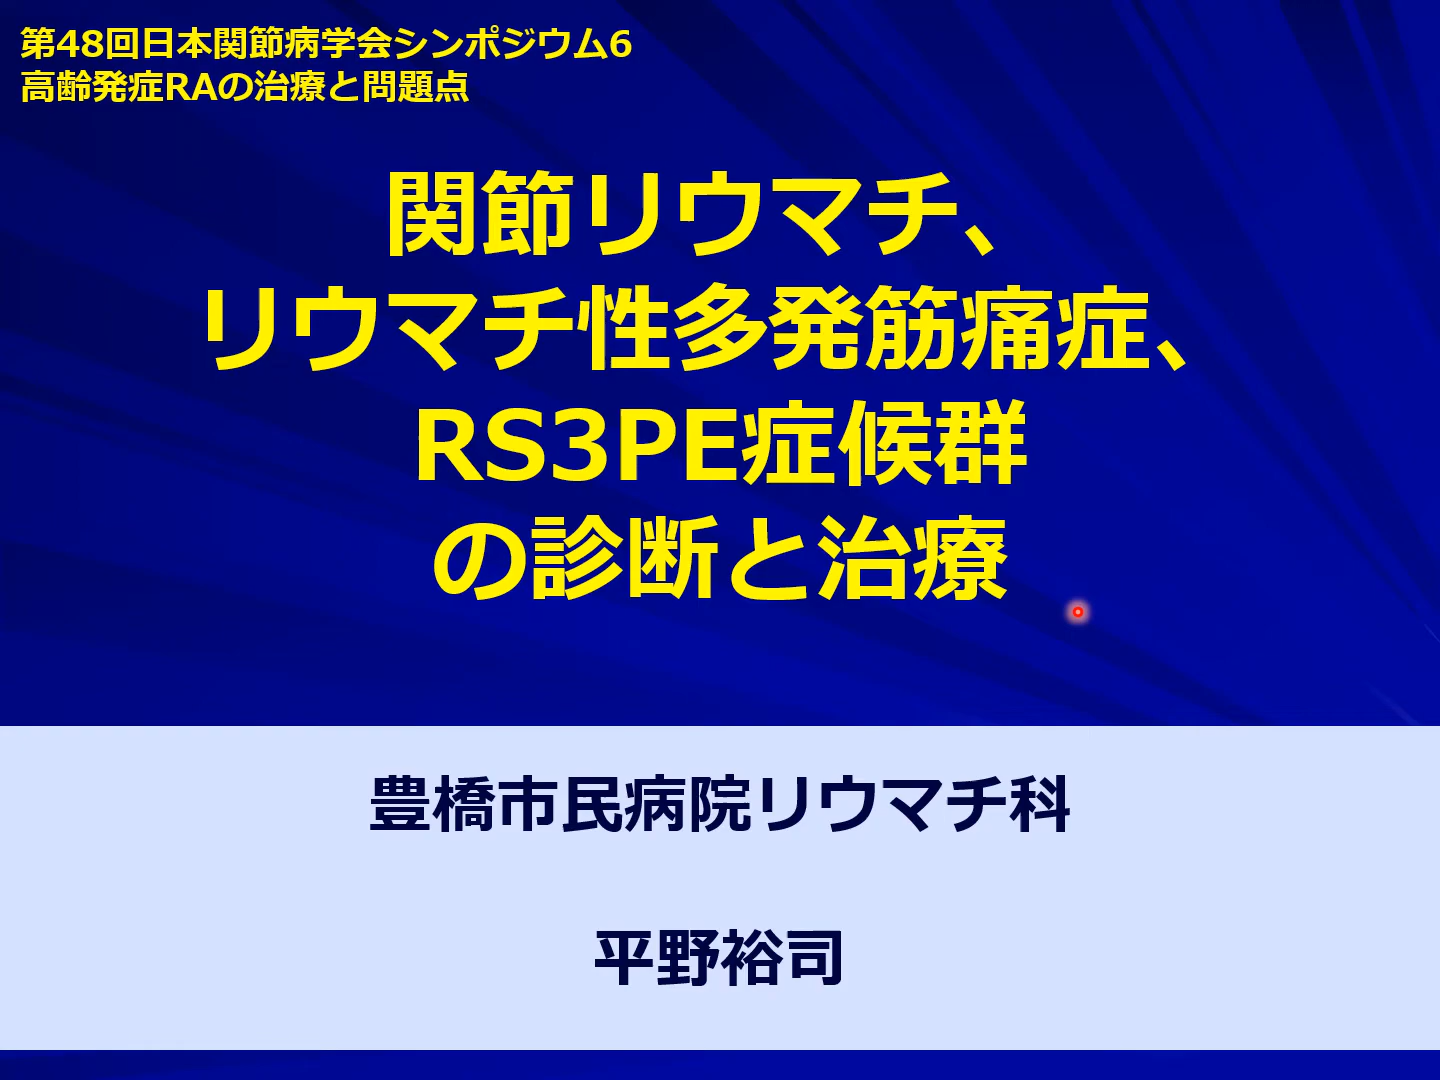 第48回日本関節病学会シンポジウム6
高齢発症RAの治療と問題点
関節リウマチ、
リウマチ性多発筋痛症、
RS3PE症候群
の診断と治療
豊橋市民病院リウマチ科
平野裕司